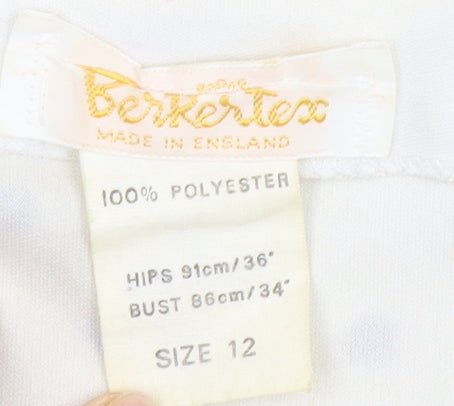 Berkertex
MADE IN ENGLAND
100% POLYESTER
HIPS 91cm/36"
BUST 86cm/34"
SIZE 12